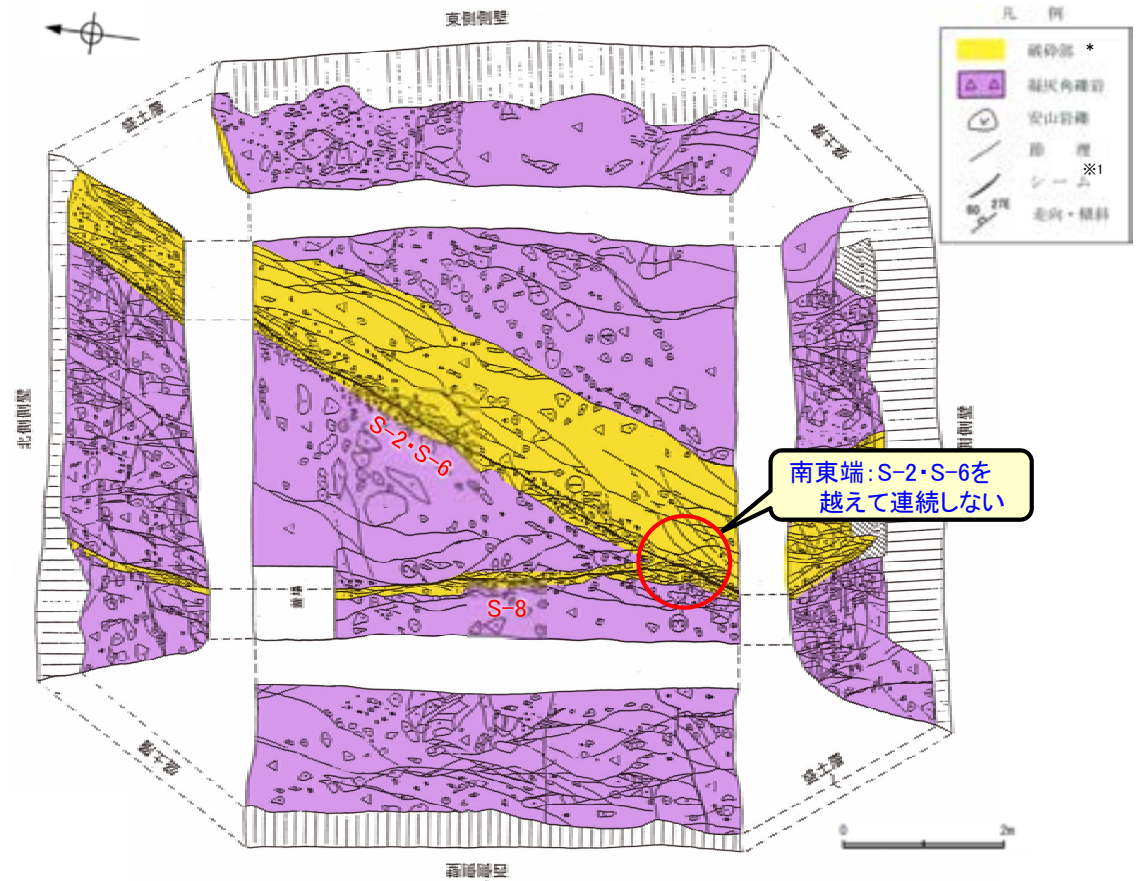 東側側壁
凡 例
破砕部 *
凝灰角礫岩
安山岩礫
節 理
シーム ※1
60 27E 走向・傾斜
盛土部
盛土部
北側側壁
S-2・S-6
南東端:S-2・S-6を
越えて連続しない
側壁
S-8
盛土部
盛土部
0 2m